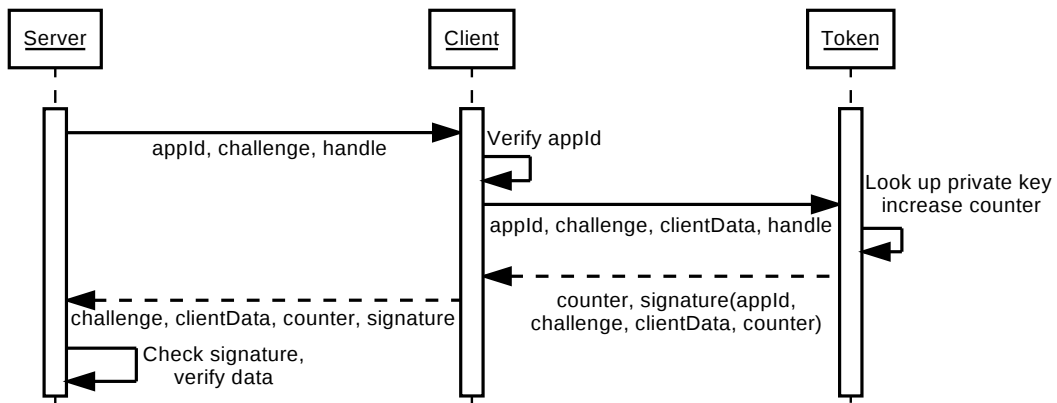 Server
Client
Token
appId, challenge, handle
Verify appId
Look up private key
increase counter
appId, challenge, clientData, handle
counter, signature(appId,
challenge, clientData, counter)
challenge, clientData, counter, signature
Check signature,
verify data